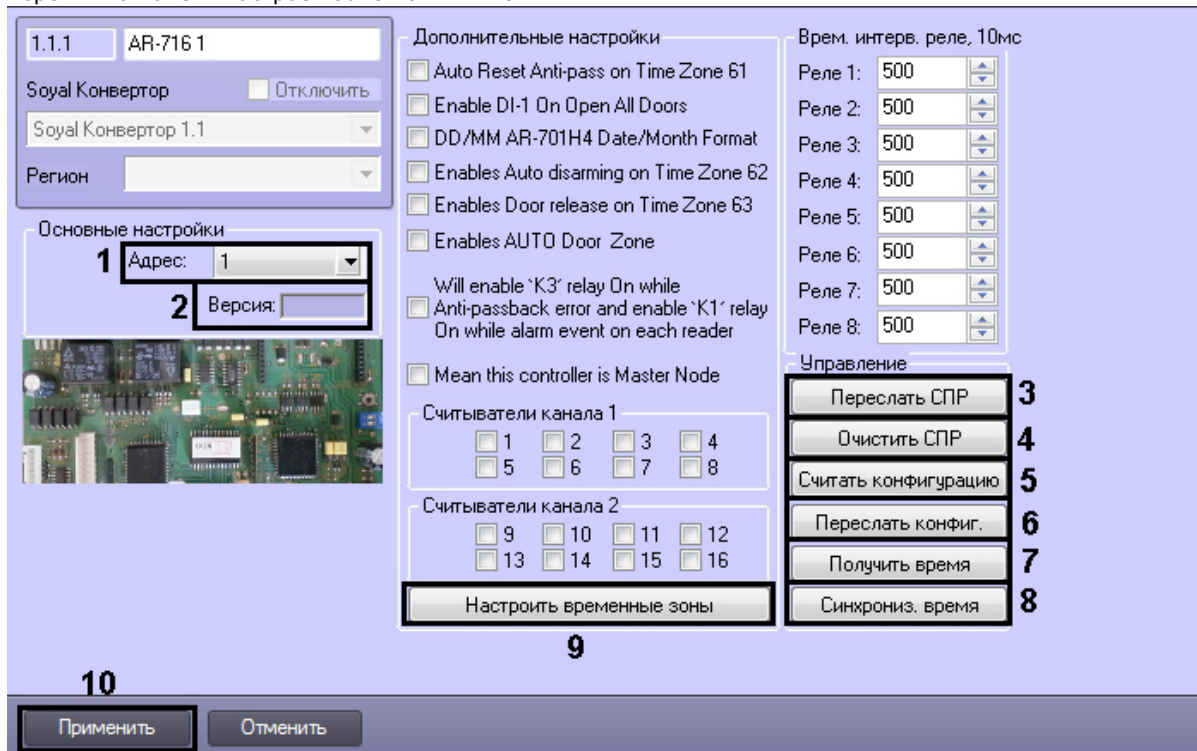 1.1.1 AR-716 1
Soyal Конвертор Отключить
Soyal Конвертор 1.1
Регион
Основные настройки
1 Адрес: 1
2 Версия:
Дополнительные настройки
Auto Reset Anti-pass on Time Zone 61
Enable DI-1 On Open All Doors
DD/MM AR-701H4 Date/Month Format
Enables Auto disarming on Time Zone 62
Enables Door release on Time Zone 63
Enables AUTO Door Zone
Will enable `K3´ relay On while
Anti-passback error and enable `K1´ relay
On while alarm event on each reader
Mean this controller is Master Node
Считыватели канала 1
1 2 3 4
5 6 7 8
Считыватели канала 2
9 10 11 12
13 14 15 16
Настроить временные зоны
9
Врем. интерв. реле, 10мс
Реле 1: 500
Реле 2: 500
Реле 3: 500
Реле 4: 500
Реле 5: 500
Реле 6: 500
Реле 7: 500
Реле 8: 500
Управление
Переслать СПР 3
Очистить СПР 4
Считать конфигурацию 5
Переслать конфиг. 6
Получить время 7
Синхрониз. время 8
10
Применить Отменить